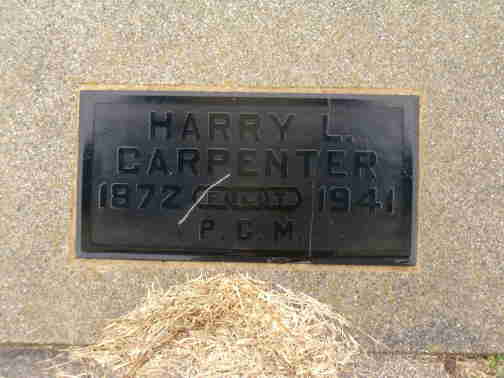 HARRY L.
CARPENTER
1872 1941
P. C. M.